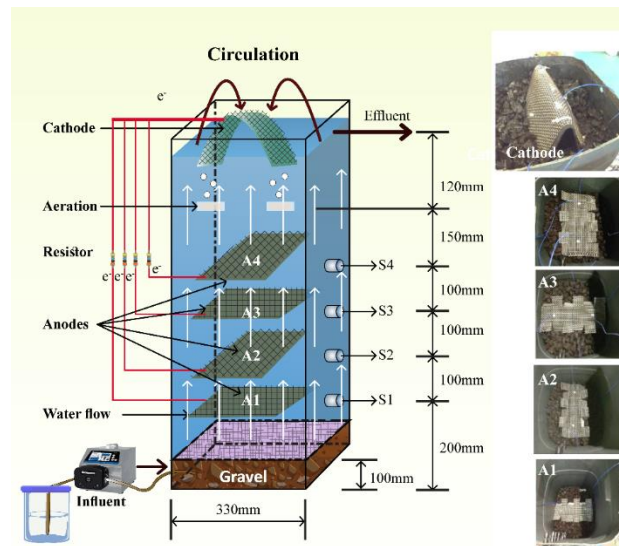 Circulation
e-
Effluent
Cathode
120mm
Aeration
150mm
Resistor
A4
S4
e-
e- e- e-
100mm
A3
S3
Anodes
100mm
A2
S2
100mm
A1
S1
Water flow
200mm
Gravel
100mm
Influent
330mm
Cathode
A4
A3
A2
A1